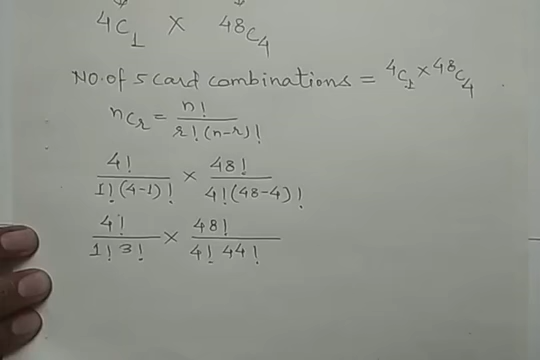 4C1 × 48C4
NO. of 5 card combinations = 4C1 × 48C4
nCr = n! / r!(n-r)!
4! / 1!(4-1)! × 48! / 4!(48-4)!
4! / 1! 3! × 48! / 4! 44!